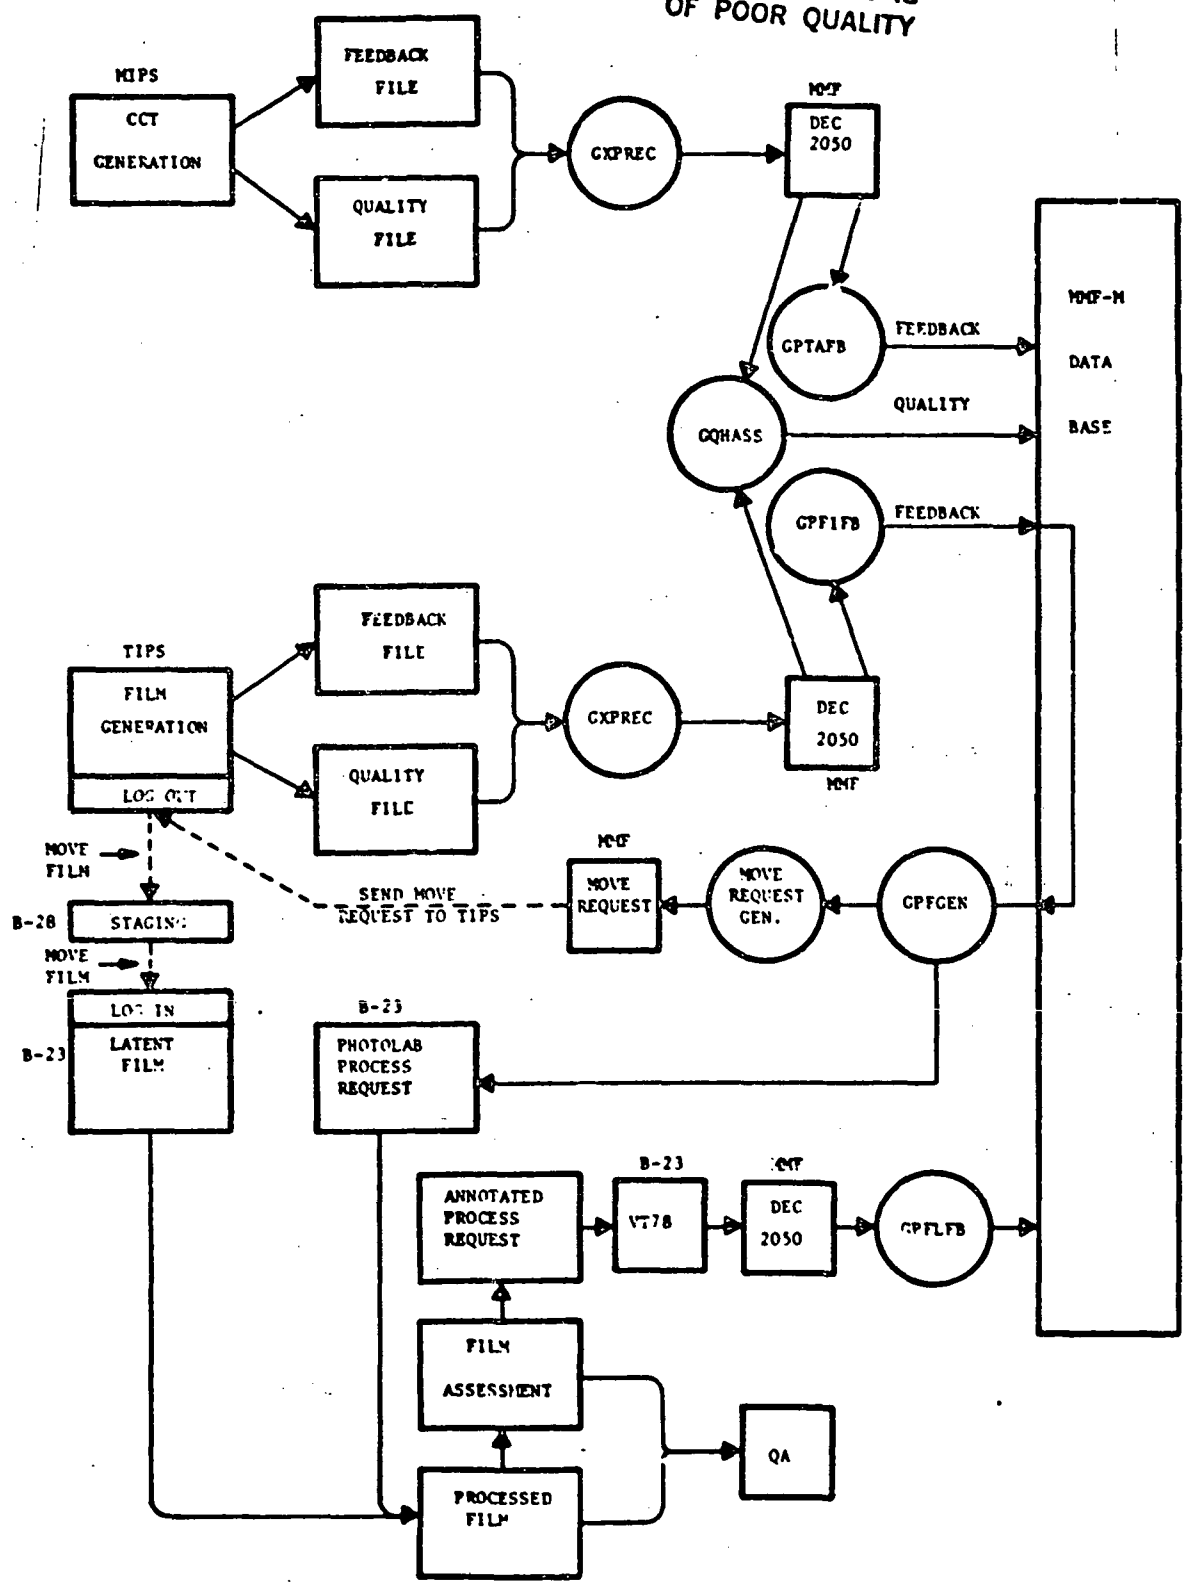 OF POOR QUALITY
MIPS
CCT
GENERATION
FEEDBACK
FILE
QUALITY
FILE
GXPREC
MMF
DEC
2050
GPTAFB
FEEDBACK
GQHASS
QUALITY
GPFIFB
FEEDBACK
MMF-M
DATA
BASE
TIPS
FILM
GENERATION
LOG OUT
FEEDBACK
FILE
QUALITY
FILE
GXPREC
DEC
2050
MMF
MOVE
FILM
B-28
STAGING
MOVE
FILM
SEND MOVE
REQUEST TO TIPS
MMF
MOVE
REQUEST
MOVE
REQUEST
GEN.
GPFGEN
LOG IN
B-23
LATENT
FILM
B-23
PHOTOLAB
PROCESS
REQUEST
ANNOTATED
PROCESS
REQUEST
B-23
VT78
MMF
DEC
2050
GPFLFB
FILM
ASSESSMENT
QA
PROCESSED
FILM